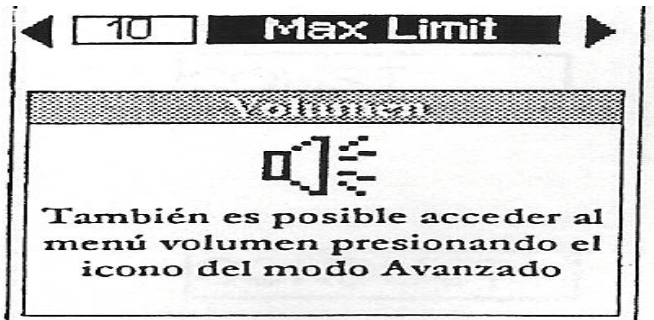 10 Max Limit
Volumen
También es posible acceder al
menú volumen presionando el
icono del modo Avanzado